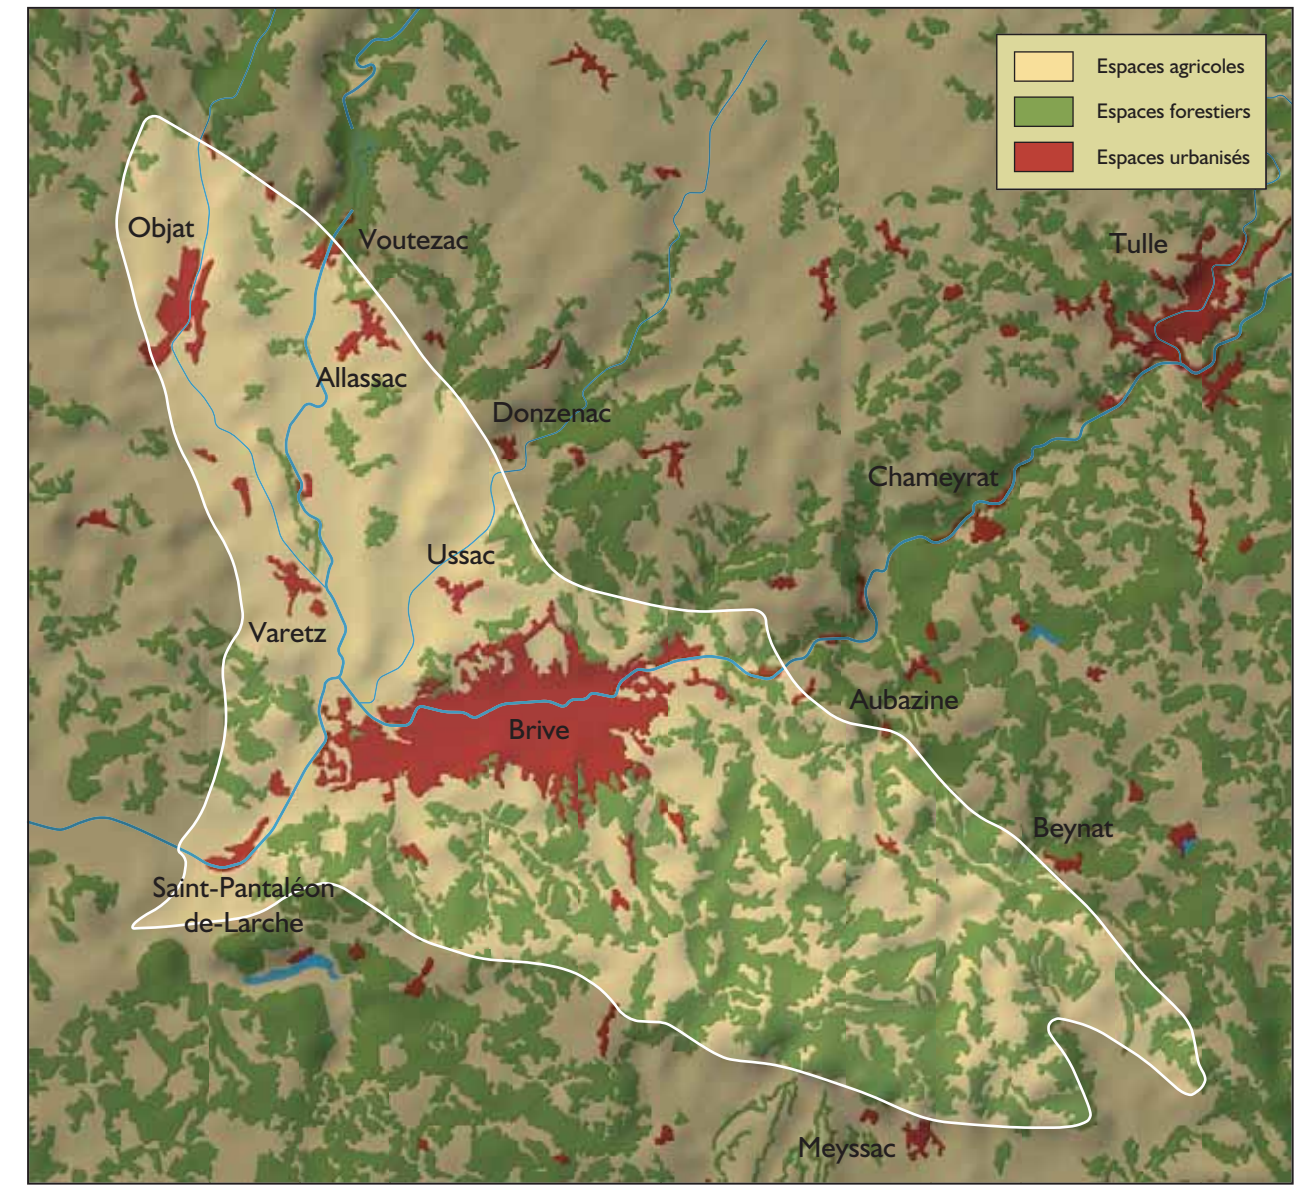 Espaces agricoles
Espaces forestiers
Espaces urbanisés
Objat
Voutezac
Tulle
Allassac
Donzenac
Chameyrat
Ussac
Varetz
Aubazine
Brive
Beynat
Saint-Pantaléon
de-Larche
Meyssac